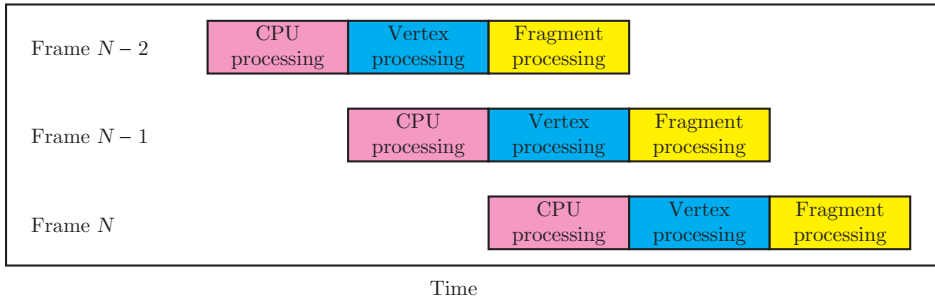 CPU
processing
Vertex
processing
Fragment
processing
Frame N − 2
CPU
processing
Vertex
processing
Fragment
processing
Frame N − 1
CPU
processing
Vertex
processing
Fragment
processing
Frame N
Time